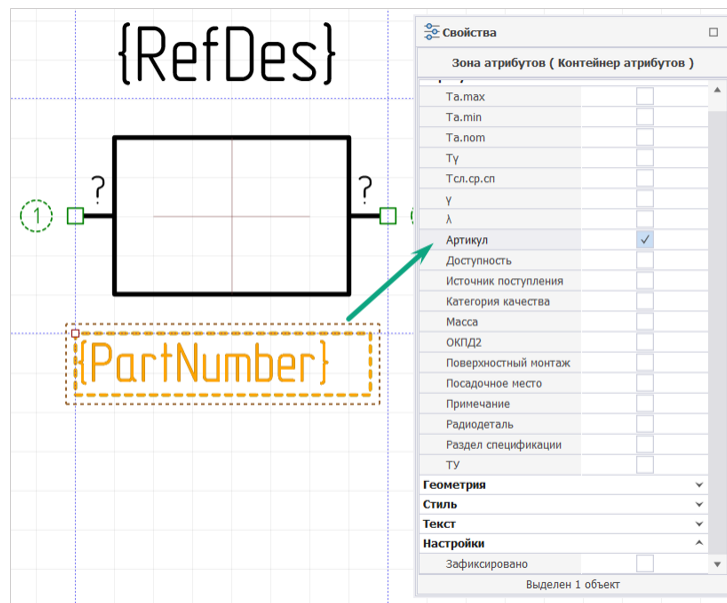 {RefDes}
?
?
1
{PartNumber}
Свойства
Зона атрибутов ( Контейнер атрибутов )
Ta.max
Ta.min
Ta.nom
Tγ
Tсл.ср.сп
γ
λ
Артикул
Доступность
Источник поступления
Категория качества
Масса
ОКПД2
Поверхностный монтаж
Посадочное место
Примечание
Радиодеталь
Раздел спецификации
ТУ
Геометрия
Стиль
Текст
Настройки
Зафиксировано
Выделен 1 объект